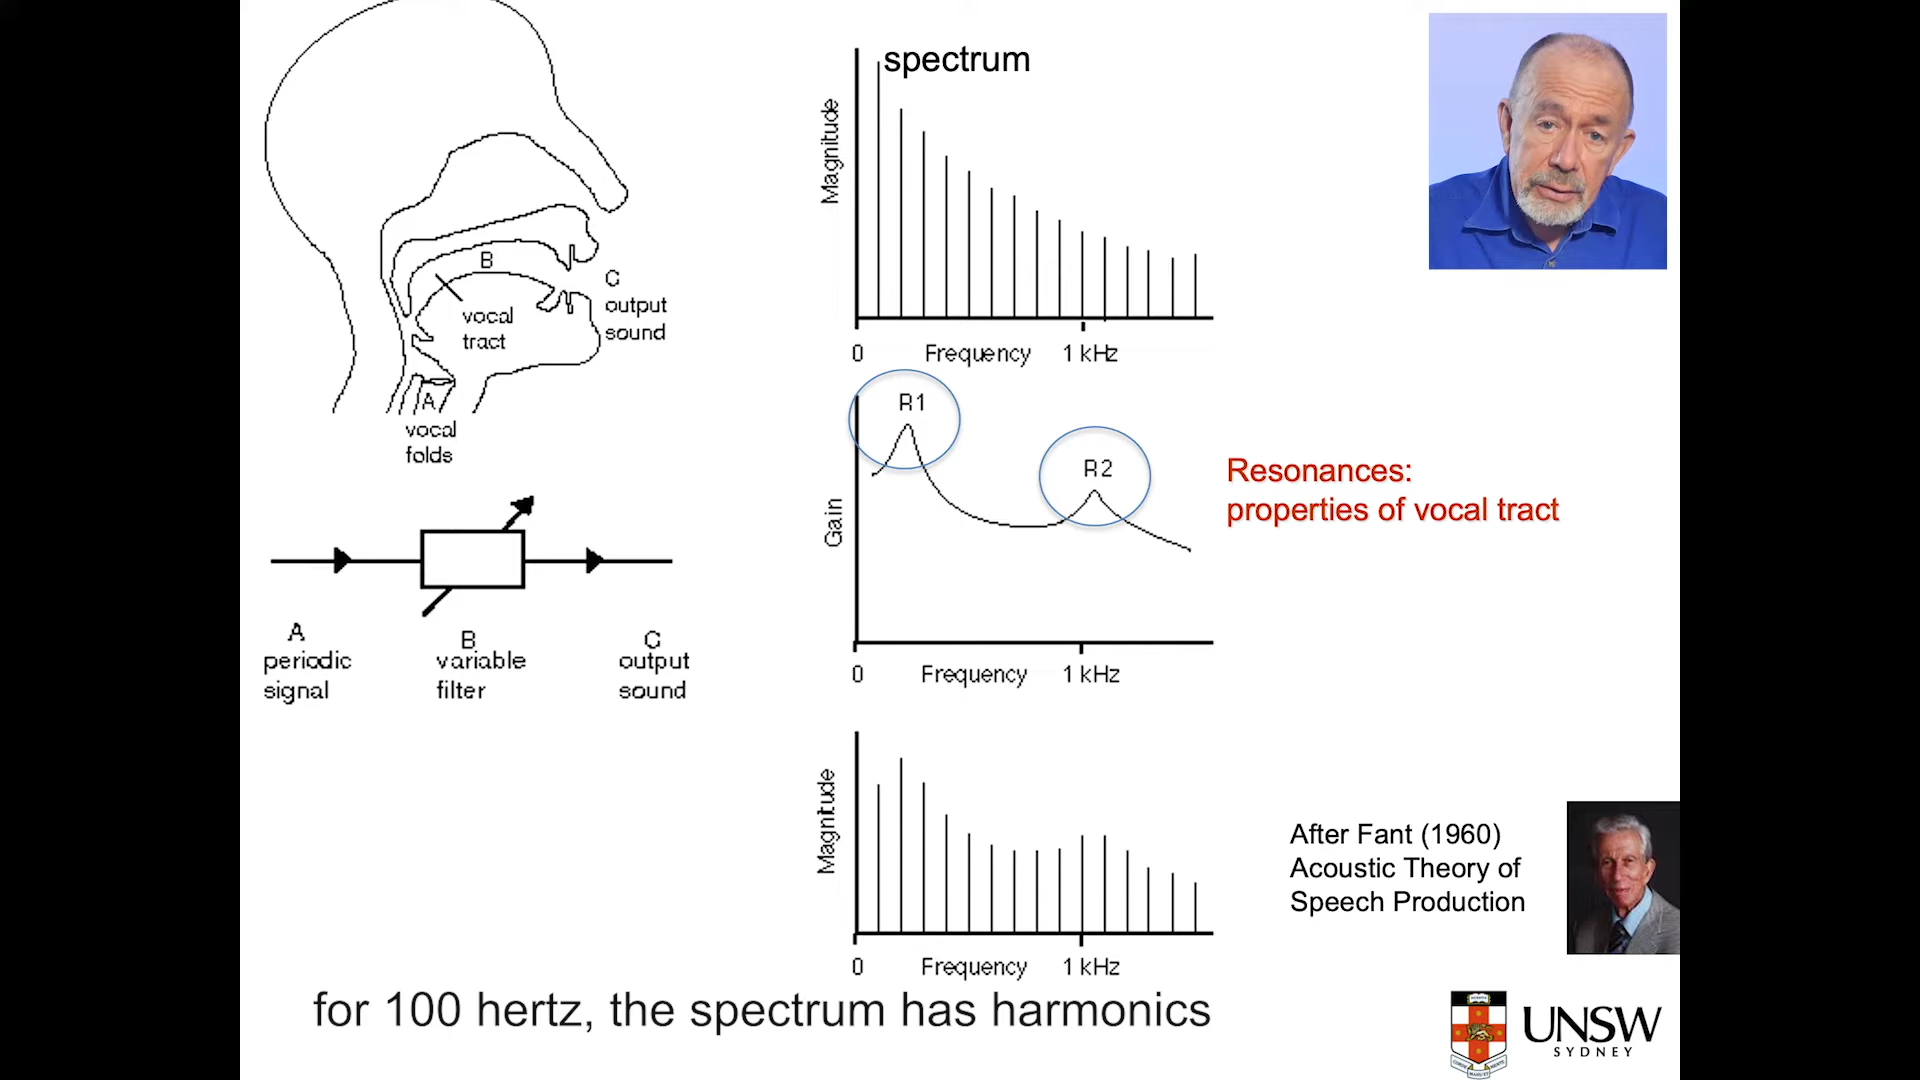 spectrum
Magnitude
0 Frequency 1 kHz
B
vocal
tract
C
output
sound
A
vocal
folds
R1
R2
Gain
0 Frequency 1 kHz
Resonances:
properties of vocal tract
A
periodic
signal
B
variable
filter
C
output
sound
Magnitude
0 Frequency 1 kHz
After Fant (1960)
Acoustic Theory of
Speech Production
for 100 hertz, the spectrum has harmonics
UNSW
SYDNEY